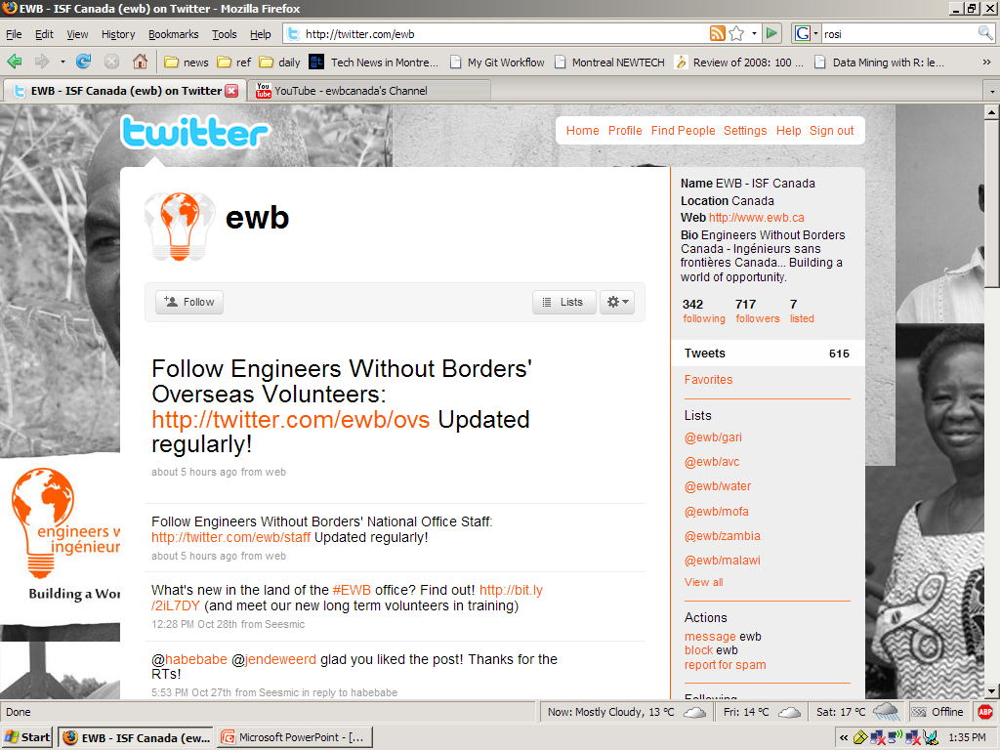 EWB - ISF Canada (ewb) on Twitter - Mozilla Firefox
File Edit View History Bookmarks Tools Help http://twitter.com/ewb rosi
news ref daily Tech News in Montre... My Git Workflow Montreal NEWTECH Review of 2008: 100 ... Data Mining with R: le... »
EWB - ISF Canada (ewb) on Twitter YouTube - ewbcanada's Channel
twitter
Home Profile Find People Settings Help Sign out
ewb
Follow Lists
Follow Engineers Without Borders'
Overseas Volunteers:
http://twitter.com/ewb/ovs Updated
regularly!
about 5 hours ago from web
Follow Engineers Without Borders' National Office Staff:
http://twitter.com/ewb/staff Updated regularly!
about 5 hours ago from web
What's new in the land of the #EWB office? Find out! http://bit.ly
/2iL7DY (and meet our new long term volunteers in training)
12:28 PM Oct 28th from Seesmic
@habebabe @jendeweerd glad you liked the post! Thanks for the
RTs!
5:53 PM Oct 27th from Seesmic in reply to habebabe
Name EWB - ISF Canada
Location Canada
Web http://www.ewb.ca
Bio Engineers Without Borders
Canada - Ingénieurs sans
frontières Canada... Building a
world of opportunity.
342 717 7
following followers listed
Tweets 616
Favorites
Lists
@ewb/gari
@ewb/avc
@ewb/water
@ewb/mofa
@ewb/zambia
@ewb/malawi
View all
Actions
message ewb
block ewb
report for spam
Following
engineers w
ingénieur
Building a Wor
Done Now: Mostly Cloudy, 13 °C Fri: 14 °C Sat: 17 °C Offline ABP
Start EWB - ISF Canada (ew... Microsoft PowerPoint - [... « 1:35 PM